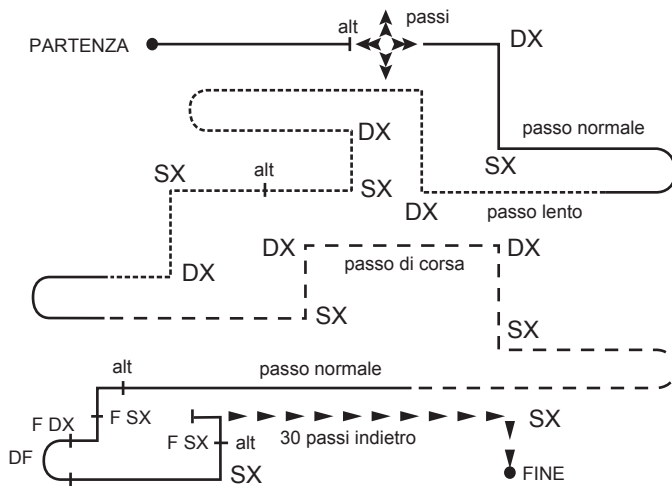 alt passi
PARTENZA DX
passo normale
DX
SX
SX alt SX
DX passo lento
DX DX
DX passo di corsa
SX SX
alt passo normale
F DX F SX SX
DF F SX alt 30 passi indietro
SX FINE